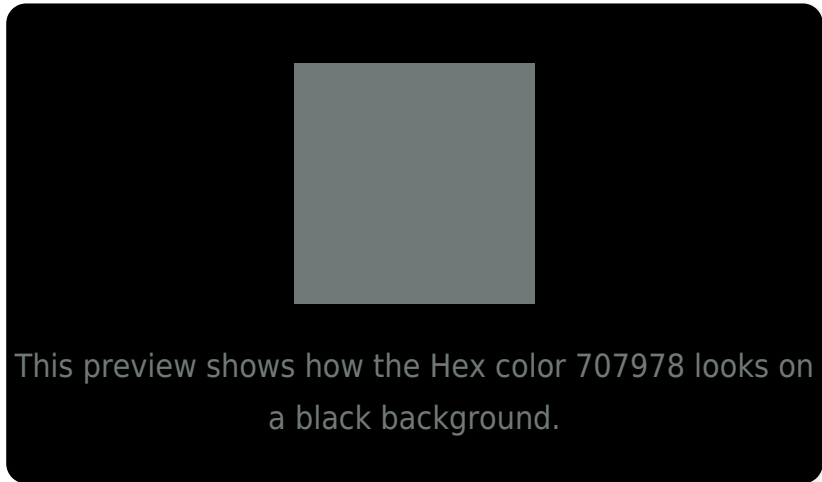 This preview shows how the Hex color 707978 looks on
a black background.